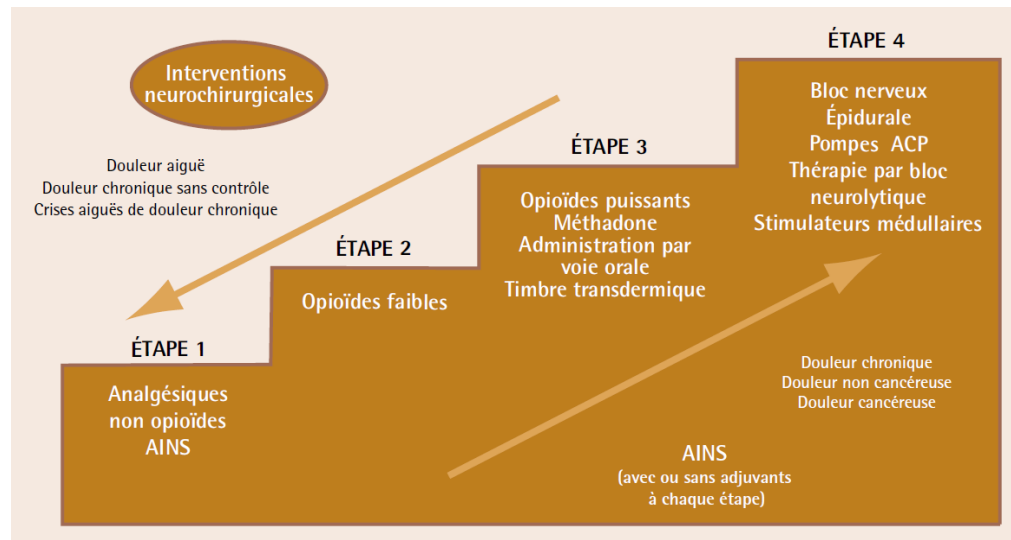 Interventions
neurochirurgicales
Douleur aiguë
Douleur chronique sans contrôle
Crises aiguës de douleur chronique
ÉTAPE 1
Analgésiques
non opioïdes
AINS
ÉTAPE 2
Opioïdes faibles
ÉTAPE 3
Opioïdes puissants
Méthadone
Administration par
voie orale
Timbre transdermique
ÉTAPE 4
Bloc nerveux
Épidurale
Pompes ACP
Thérapie par bloc
neurolytique
Stimulateurs médullaires
Douleur chronique
Douleur non cancéreuse
Douleur cancéreuse
AINS
(avec ou sans adjuvants
à chaque étape)